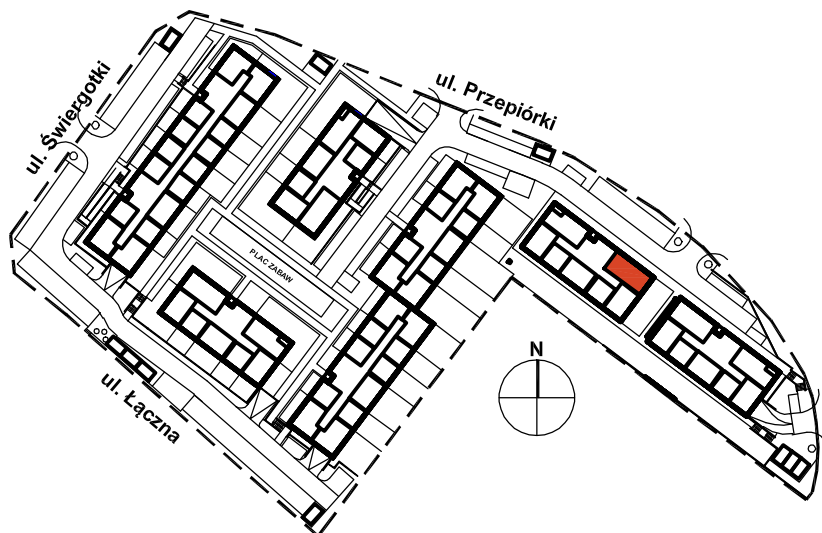 ul. Świergotki
ul. Przepiórki
PLAC ZABAW
N
ul. Łączna